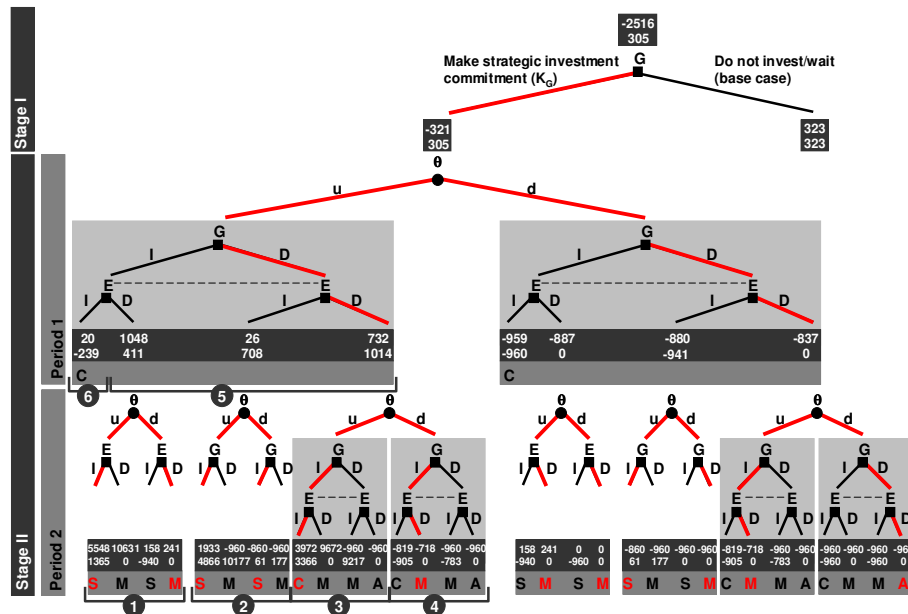 -2516
305
G
Make strategic investment commitment (K_G)
Do not invest/wait (base case)
Stage I
-321
305
323
323
θ
u d
G G
I D I D
E E E E
I D I D I D I D
20 1048 26 732 -959 -887 -880 -837
-239 411 708 1014 -960 0 -941 0
Period 1
C C
6 5
θ θ θ θ θ θ
u d u d u d u d u d u d
G G G G
E E G G I D I D E E G G I D I D
I D I D I D I D E E E E I D I D I D I D E E E E
I D I D I D I D
5548 10631 158 241 1933 -960 -860 -960 3972 9672 -960 -960 -819 -718 -960 -960 158 241 0 0 -860 -960 -960 -960 -819 -718 -960 -960 -960 -960 -960 -960
1365 0 -940 0 4866 10177 61 177 3366 0 9217 0 -905 0 -783 0 -940 0 -960 0 61 177 0 0 -905 0 -783 0 -960 0 -960 0
Stage II
Period 2
S M S M S M S M C M M A C M M A S M S M S M S M C M M A C M M A
1 2 3 4